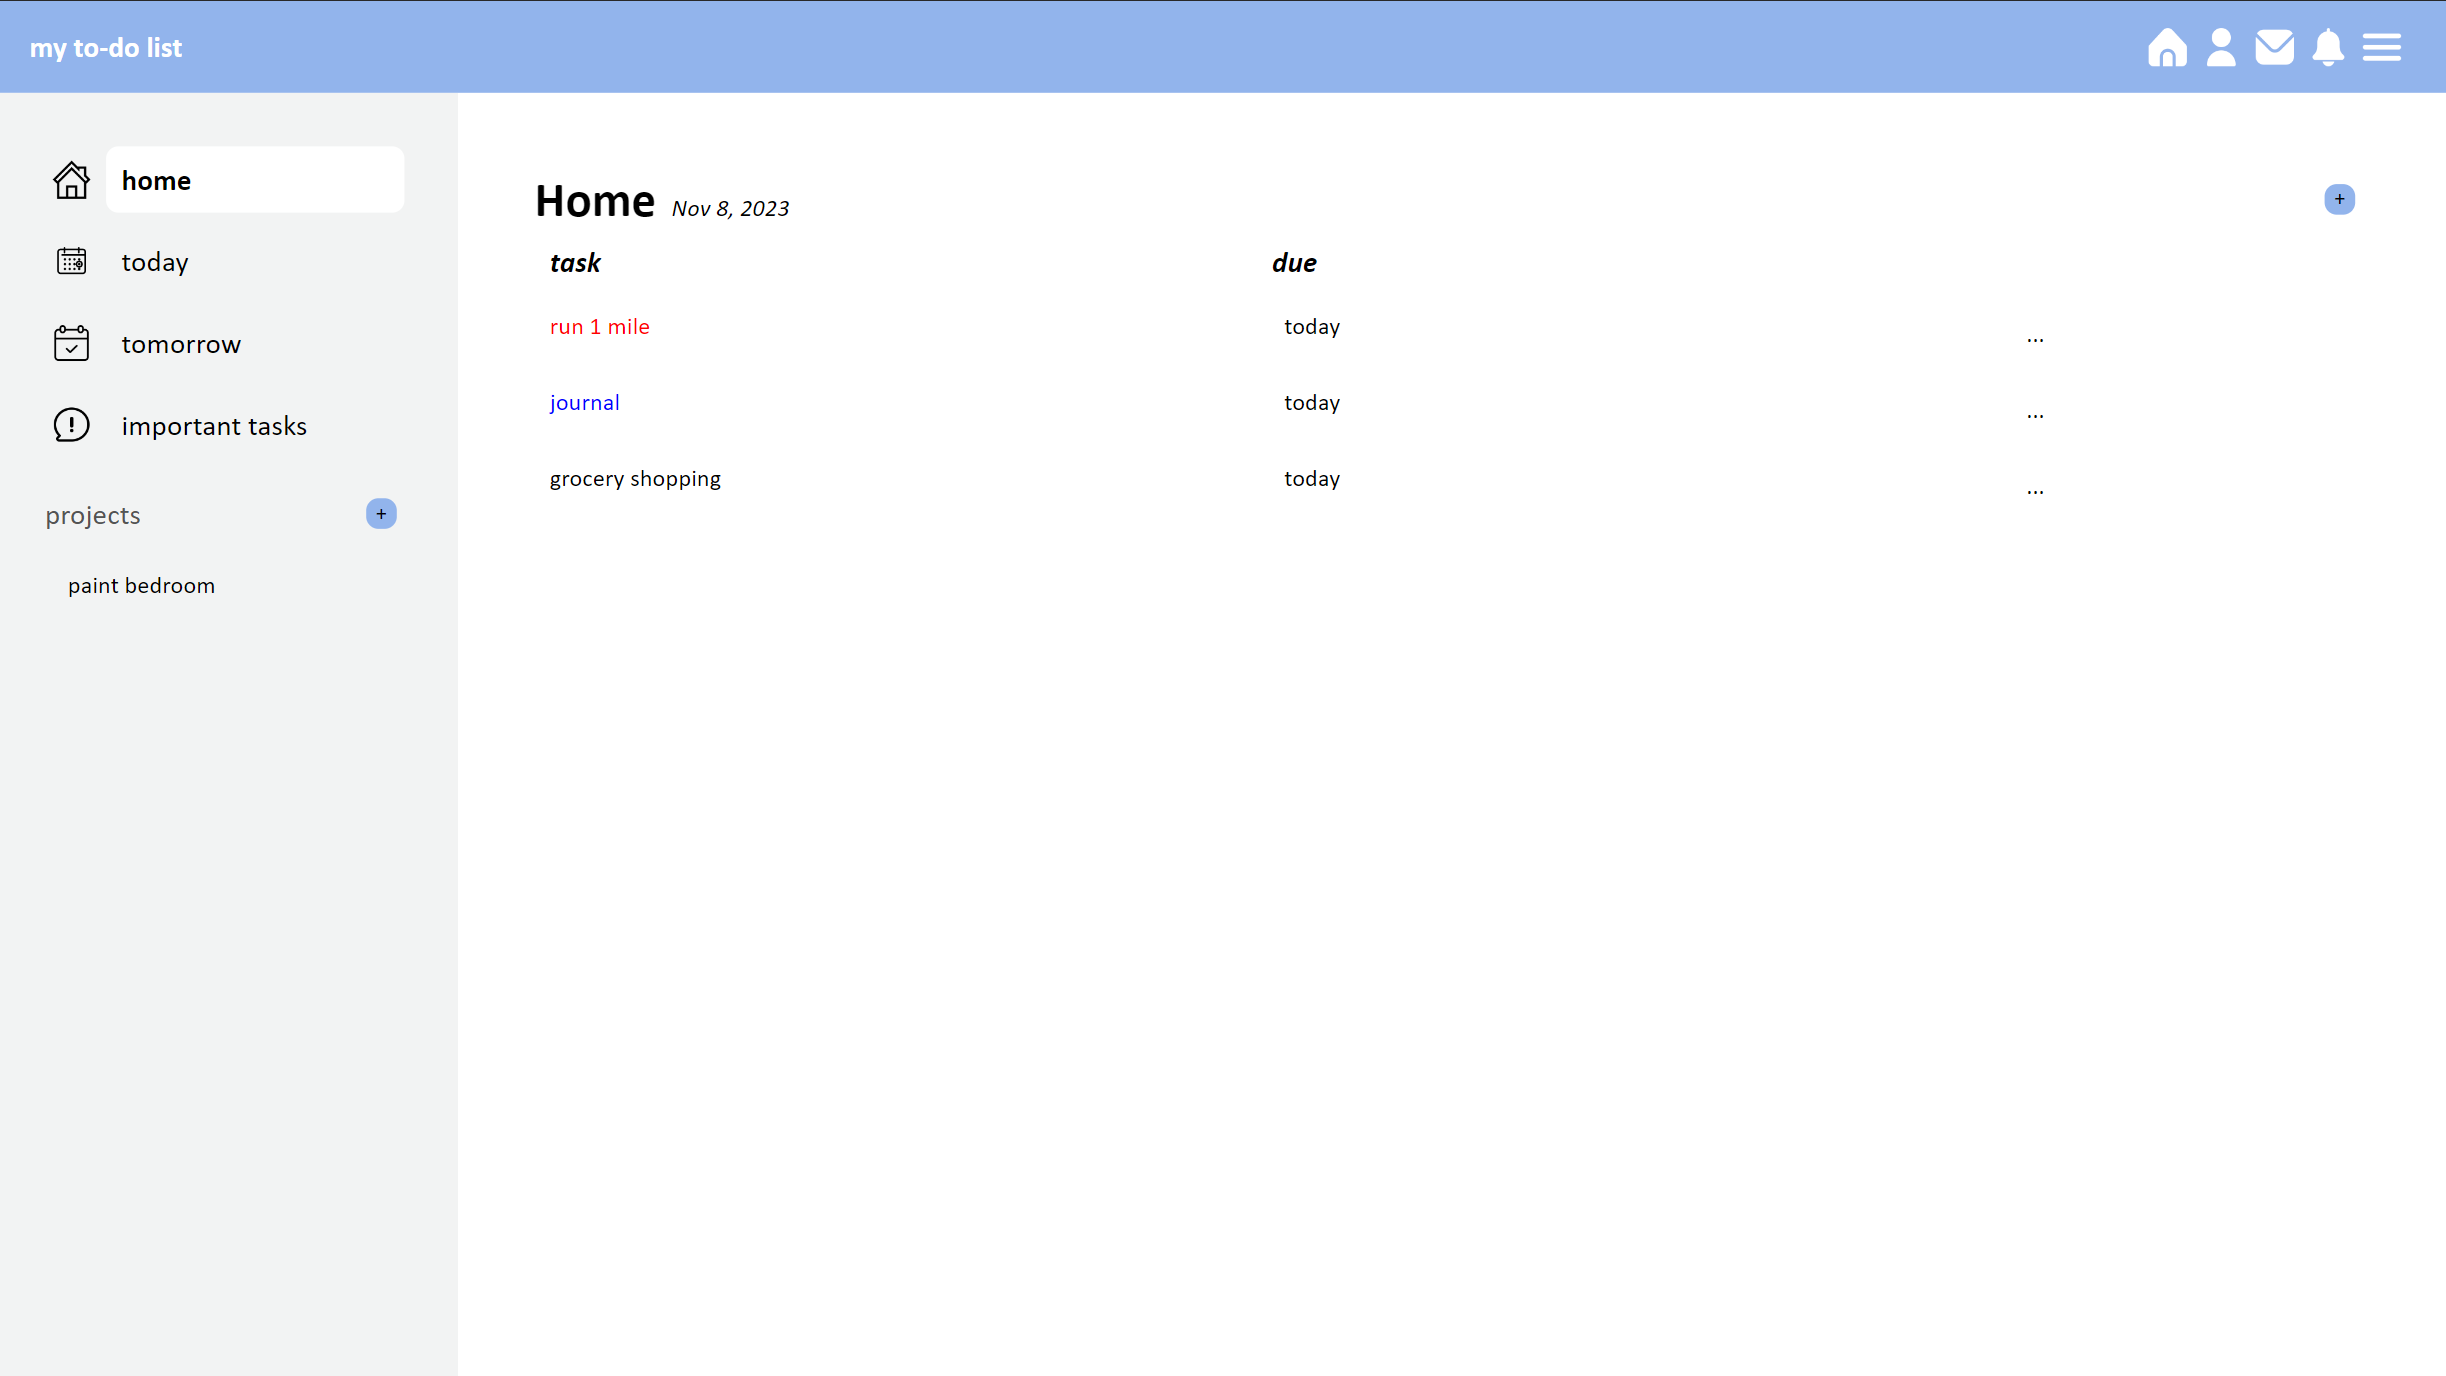 my to-do list
home
today
tomorrow
important tasks
projects +
paint bedroom
Home Nov 8, 2023 +
task due
run 1 mile today ...
journal today ...
grocery shopping today ...